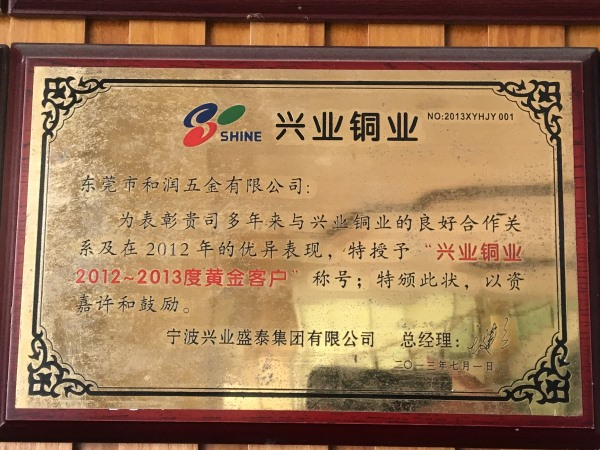 SHINE 兴业铜业 NO:2013XYHJY 001
东莞市和润五金有限公司:
为表彰贵司多年来与兴业铜业的良好合作关
系及在2012年的优异表现，特授予“兴业铜业
2012~2013度黄金客户”称号；特颁此状，以资
嘉许和鼓励。
宁波兴业盛泰集团有限公司 总经理:
二〇一三年七月一日